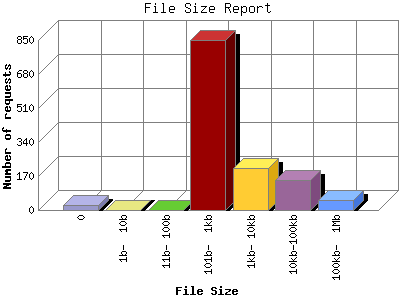 File Size Report
850
680
510
340
170
0
Number of requests
0
1b- 10b
11b- 100b
101b- 1kb
1kb- 10kb
10kb-100kb
100kb- 1Mb
File Size